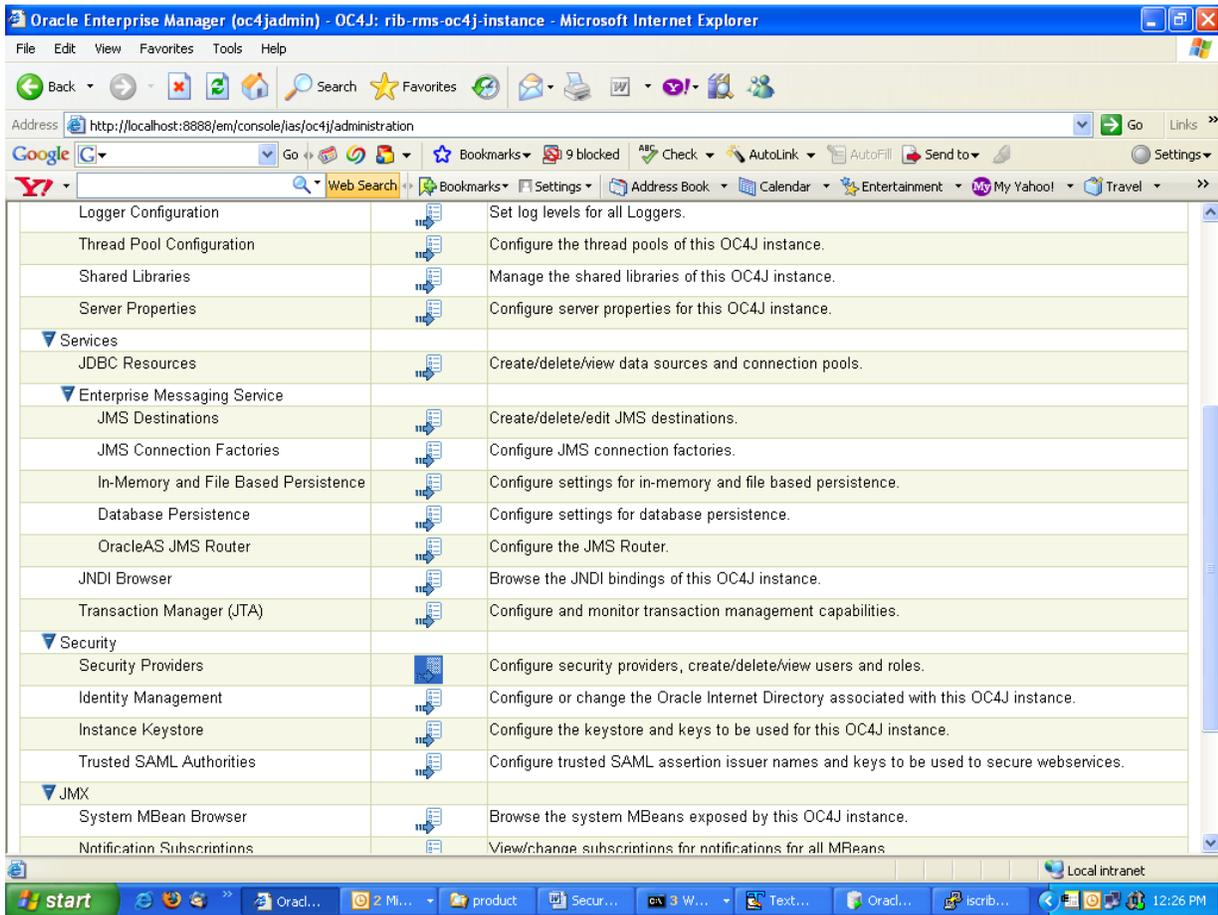 Oracle Enterprise Manager (oc4jadmin) - OC4J: rib-rms-oc4j-instance - Microsoft Internet Explorer
File Edit View Favorites Tools Help
Back Search Favorites
Address http://localhost:8888/em/console/ias/oc4j/administration Go Links »
Google G Go Bookmarks 9 blocked ABC Check AutoLink AutoFill Send to Settings
Y! Web Search Bookmarks Settings Address Book Calendar Entertainment My My Yahoo! Travel »
Logger Configuration Set log levels for all Loggers.
Thread Pool Configuration Configure the thread pools of this OC4J instance.
Shared Libraries Manage the shared libraries of this OC4J instance.
Server Properties Configure server properties for this OC4J instance.
Services
JDBC Resources Create/delete/view data sources and connection pools.
Enterprise Messaging Service
JMS Destinations Create/delete/edit JMS destinations.
JMS Connection Factories Configure JMS connection factories.
In-Memory and File Based Persistence Configure settings for in-memory and file based persistence.
Database Persistence Configure settings for database persistence.
OracleAS JMS Router Configure the JMS Router.
JNDI Browser Browse the JNDI bindings of this OC4J instance.
Transaction Manager (JTA) Configure and monitor transaction management capabilities.
Security
Security Providers Configure security providers, create/delete/view users and roles.
Identity Management Configure or change the Oracle Internet Directory associated with this OC4J instance.
Instance Keystore Configure the keystore and keys to be used for this OC4J instance.
Trusted SAML Authorities Configure trusted SAML assertion issuer names and keys to be used to secure webservices.
JMX
System MBean Browser Browse the system MBeans exposed by this OC4J instance.
Notification Subscriptions View/change subscriptions for notifications for all MBeans
Local intranet
start » Oracl... 2 Mi... product Secur... 3 W... Text... Oracl... iscrib... 12:26 PM